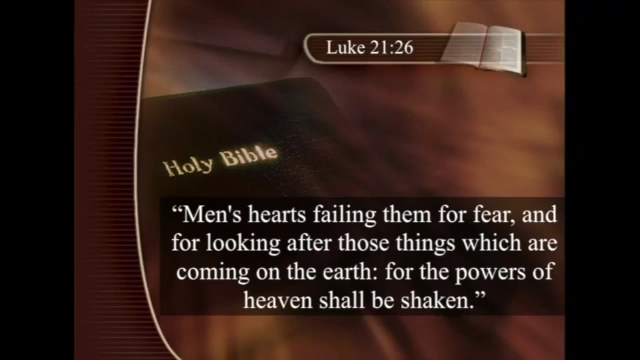 Luke 21:26
Holy Bible
“Men's hearts failing them for fear, and
for looking after those things which are
coming on the earth: for the powers of
heaven shall be shaken.”